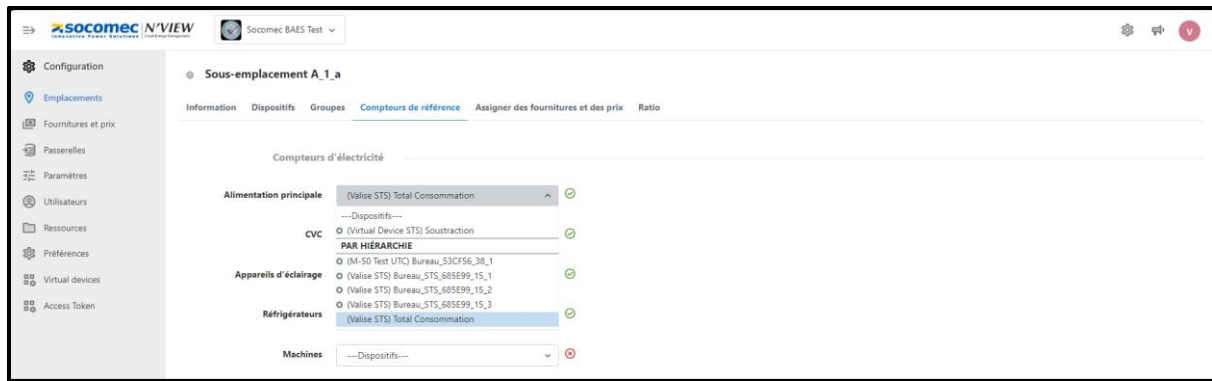 socomec N'VIEW Socomec BAES Test V
Innovative Power Solutions
Configuration
Sous-emplacement A_1_a
Emplacements
Information Dispositifs Groupes Compteurs de référence Assigner des fournitures et des prix Ratio
Fournitures et prix
Passerelles
Compteurs d'électricité
Paramètres
Alimentation principale (Valise STS) Total Consommation
Utilisateurs
---Dispositifs---
Ressources
CVC (Virtual Device STS) Soustraction
PAR HIÉRARCHIE
Préférences
(M-50 Test UTC) Bureau_53CF56_38_1
Appareils d'éclairage (Valise STS) Bureau_STS_685E99_15_1
Virtual devices
(Valise STS) Bureau_STS_685E99_15_2
Access Token
(Valise STS) Bureau_STS_685E99_15_3
Réfrigérateurs
(Valise STS) Total Consommation
Machines ---Dispositifs---